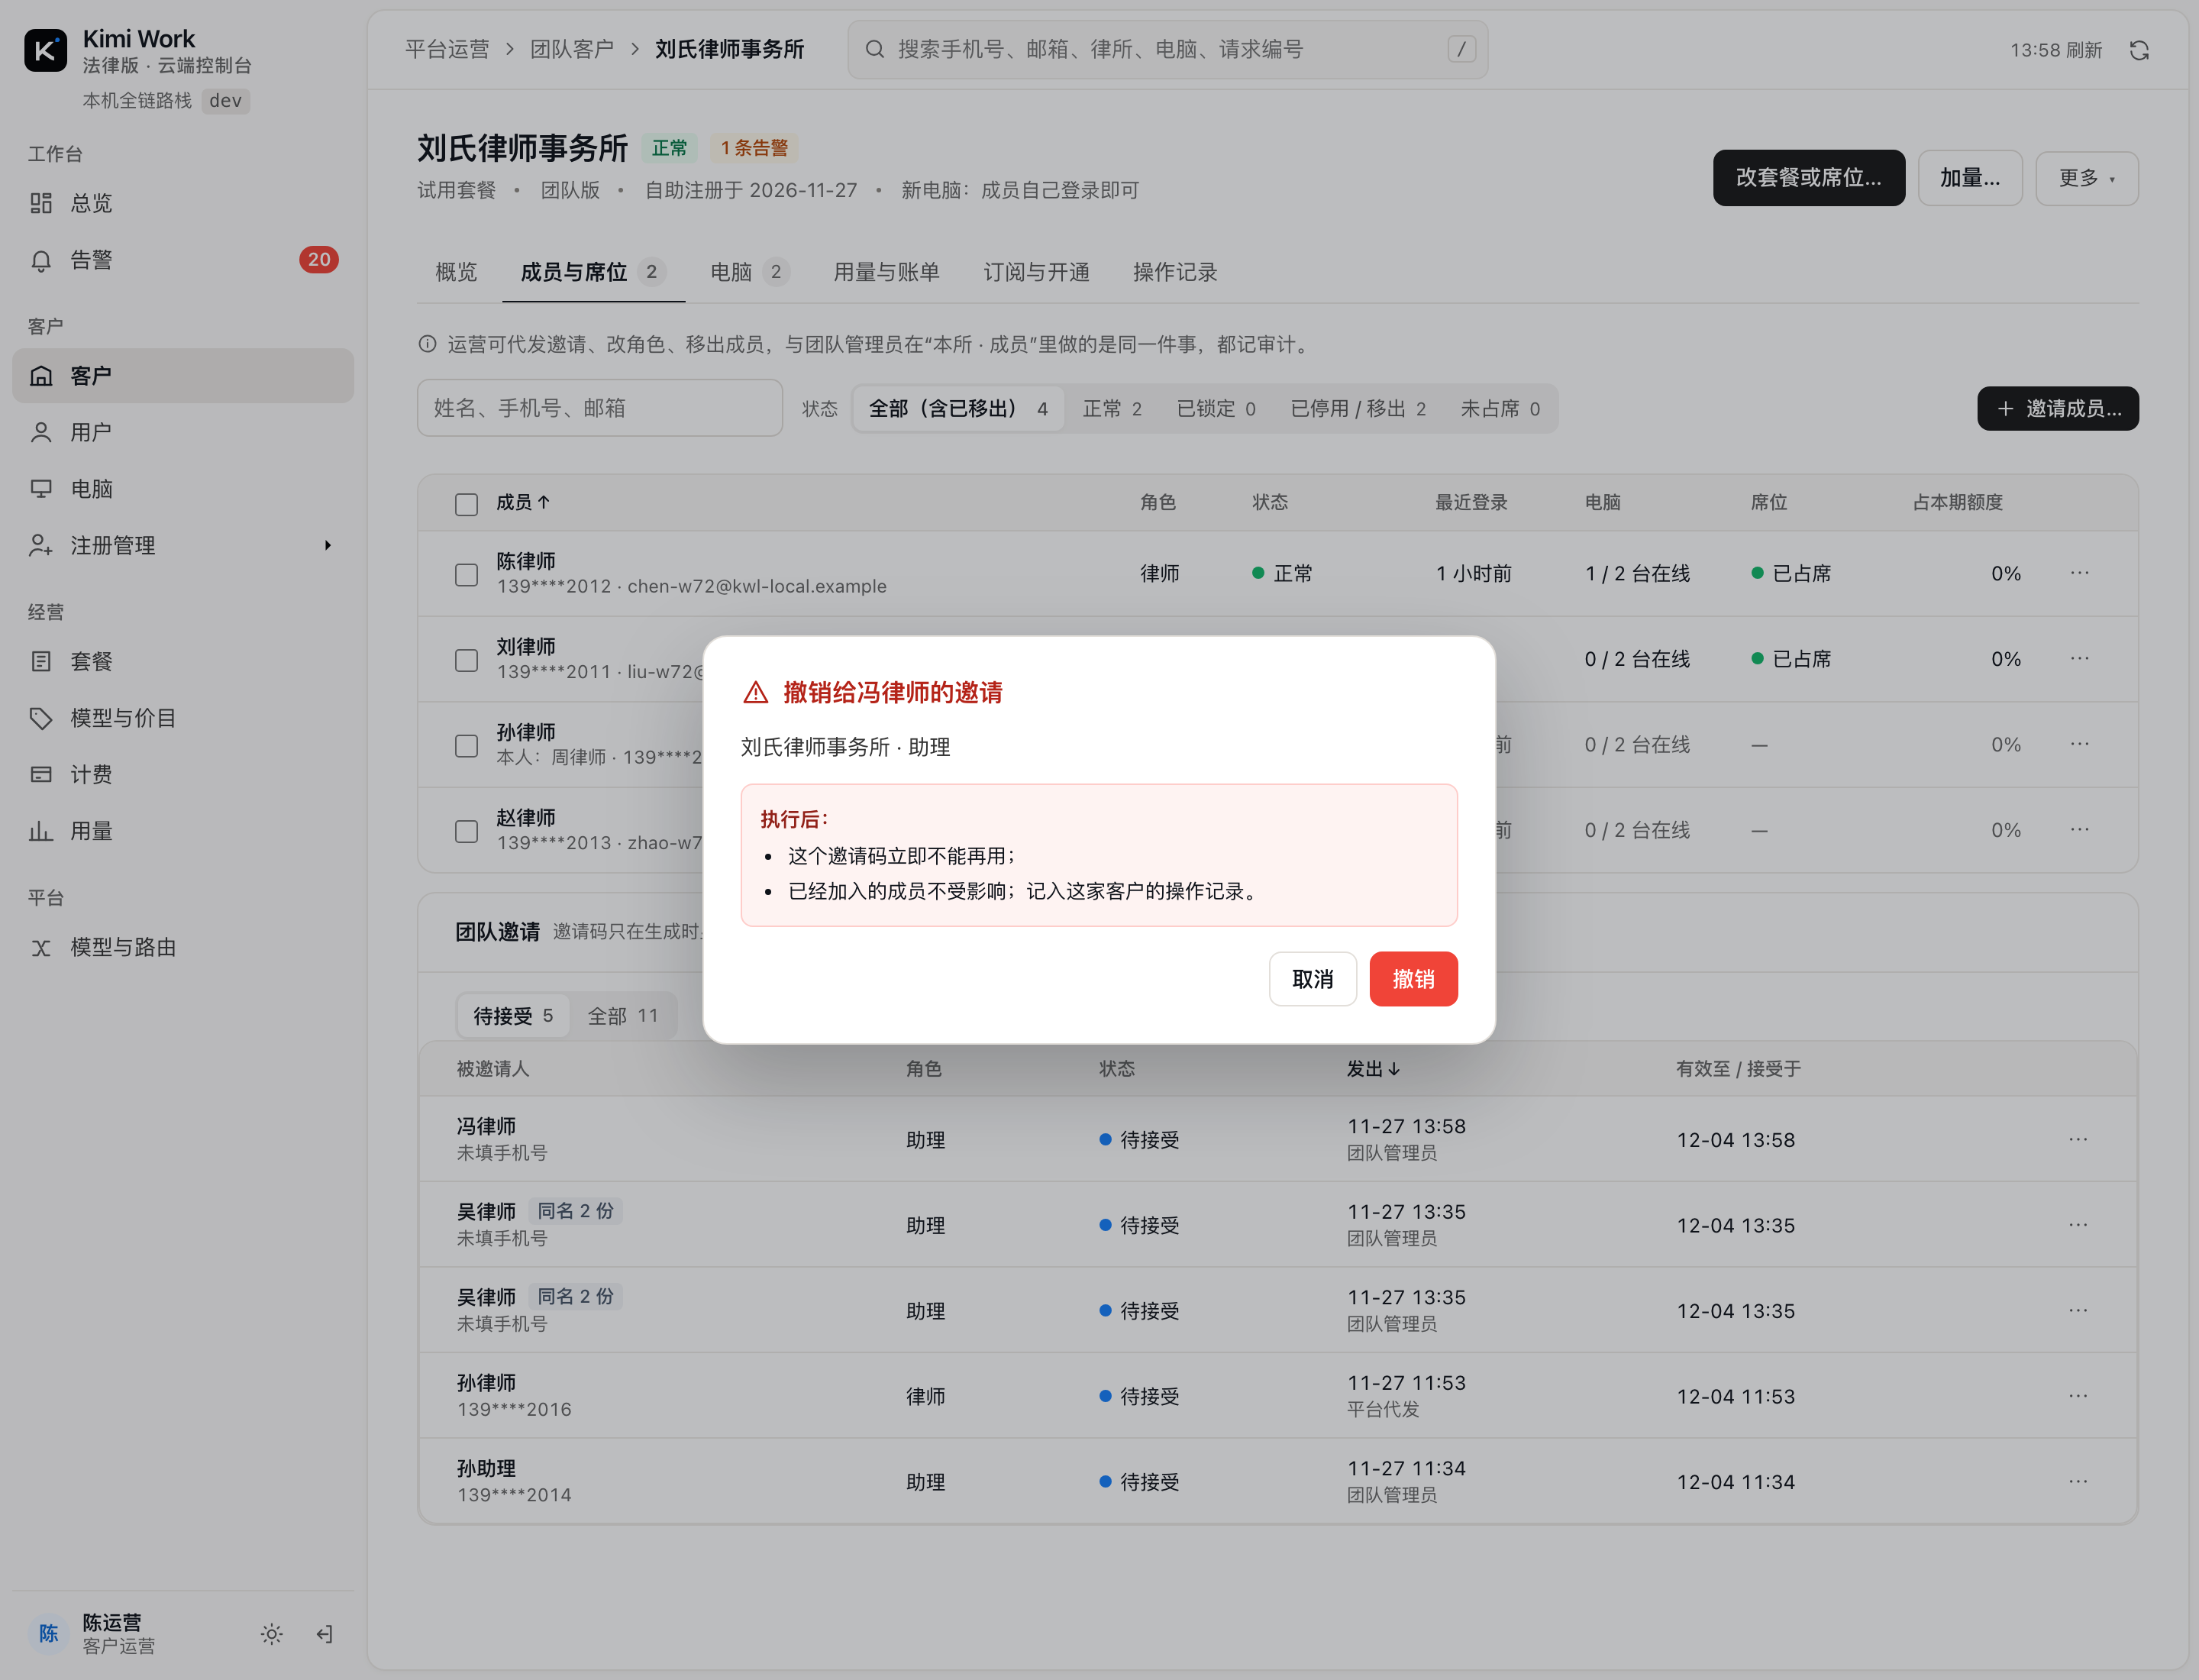 Kimi Work
法律版 · 云端控制台
本机全链路栈 dev
工作台
总览
告警 20
客户
客户
用户
电脑
注册管理
经营
套餐
模型与价目
计费
用量
平台
模型与路由
陈 陈运营
客户运营
平台运营 > 团队客户 > 刘氏律师事务所
搜索手机号、邮箱、律所、电脑、请求编号 /
13:58 刷新
刘氏律师事务所 正常 1 条告警
试用套餐 • 团队版 • 自助注册于 2026-11-27 • 新电脑：成员自己登录即可
改套餐或席位... 加量... 更多
概览 成员与席位 2 电脑 2 用量与账单 订阅与开通 操作记录
运营可代发邀请、改角色、移出成员，与团队管理员在“本所 · 成员”里做的是同一件事，都记审计。
姓名、手机号、邮箱 状态 全部（含已移出） 4 正常 2 已锁定 0 已停用 / 移出 2 未占席 0 + 邀请成员...
成员 ↑ 角色 状态 最近登录 电脑 席位 占本期额度
陈律师
139****2012 · chen-w72@kwl-local.example 律师 正常 1 小时前 1 / 2 台在线 已占席 0% ···
刘律师
139****2011 · liu-w72@ 0 / 2 台在线 已占席 0% ···
孙律师
本人：周律师 · 139****2 前 0 / 2 台在线 — 0% ···
赵律师
139****2013 · zhao-w7 前 0 / 2 台在线 — 0% ···
撤销给冯律师的邀请
刘氏律师事务所 · 助理
执行后：
• 这个邀请码立即不能再用；
• 已经加入的成员不受影响；记入这家客户的操作记录。
取消 撤销
团队邀请 邀请码只在生成时
待接受 5 全部 11
被邀请人 角色 状态 发出 ↓ 有效至 / 接受于
冯律师
未填手机号 助理 待接受 11-27 13:58
团队管理员 12-04 13:58 ···
吴律师 同名 2 份
未填手机号 助理 待接受 11-27 13:35
团队管理员 12-04 13:35 ···
吴律师 同名 2 份
未填手机号 助理 待接受 11-27 13:35
团队管理员 12-04 13:35 ···
孙律师
139****2016 律师 待接受 11-27 11:53
平台代发 12-04 11:53 ···
孙助理
139****2014 助理 待接受 11-27 11:34
团队管理员 12-04 11:34 ···